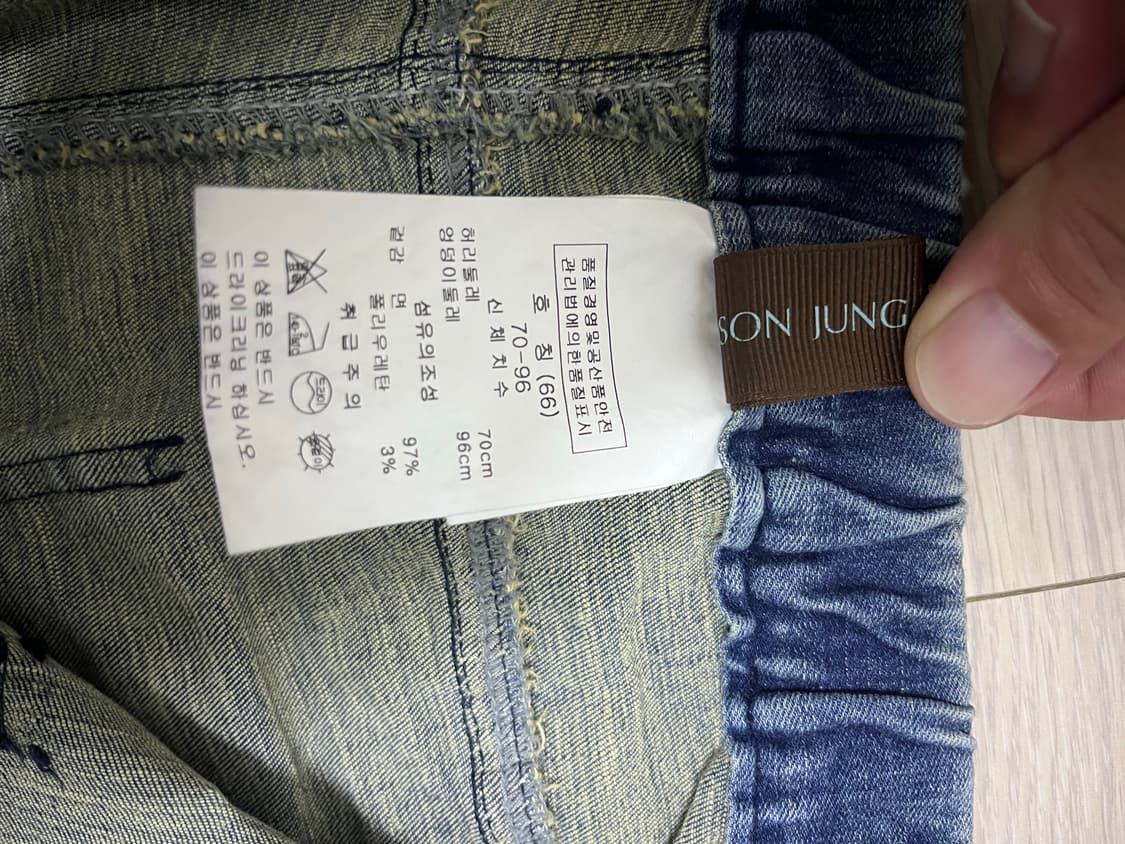 SON JUNG
품질경영및공산품안전
관리법에의한품질표시
호 칭 (66)
70-96
신 체 치 수
허리둘레 70cm
엉덩이둘레 96cm
섬유의조성
겉감 면 97%
폴리우레탄 3%
취 급 주 의
이 상품은 반드시
드라이크리닝 하십시오.
이 상품은 반드시